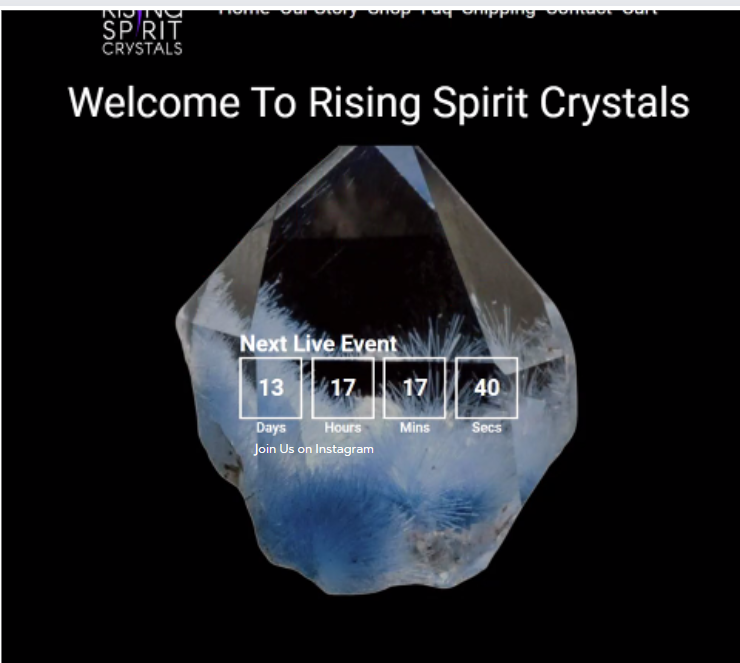 RISING
SPIRIT
CRYSTALS
Home Our Story Shop Faq Shipping Contact Cart
Welcome To Rising Spirit Crystals
Next Live Event
13 17 17 40
Days Hours Mins Secs
Join Us on Instagram